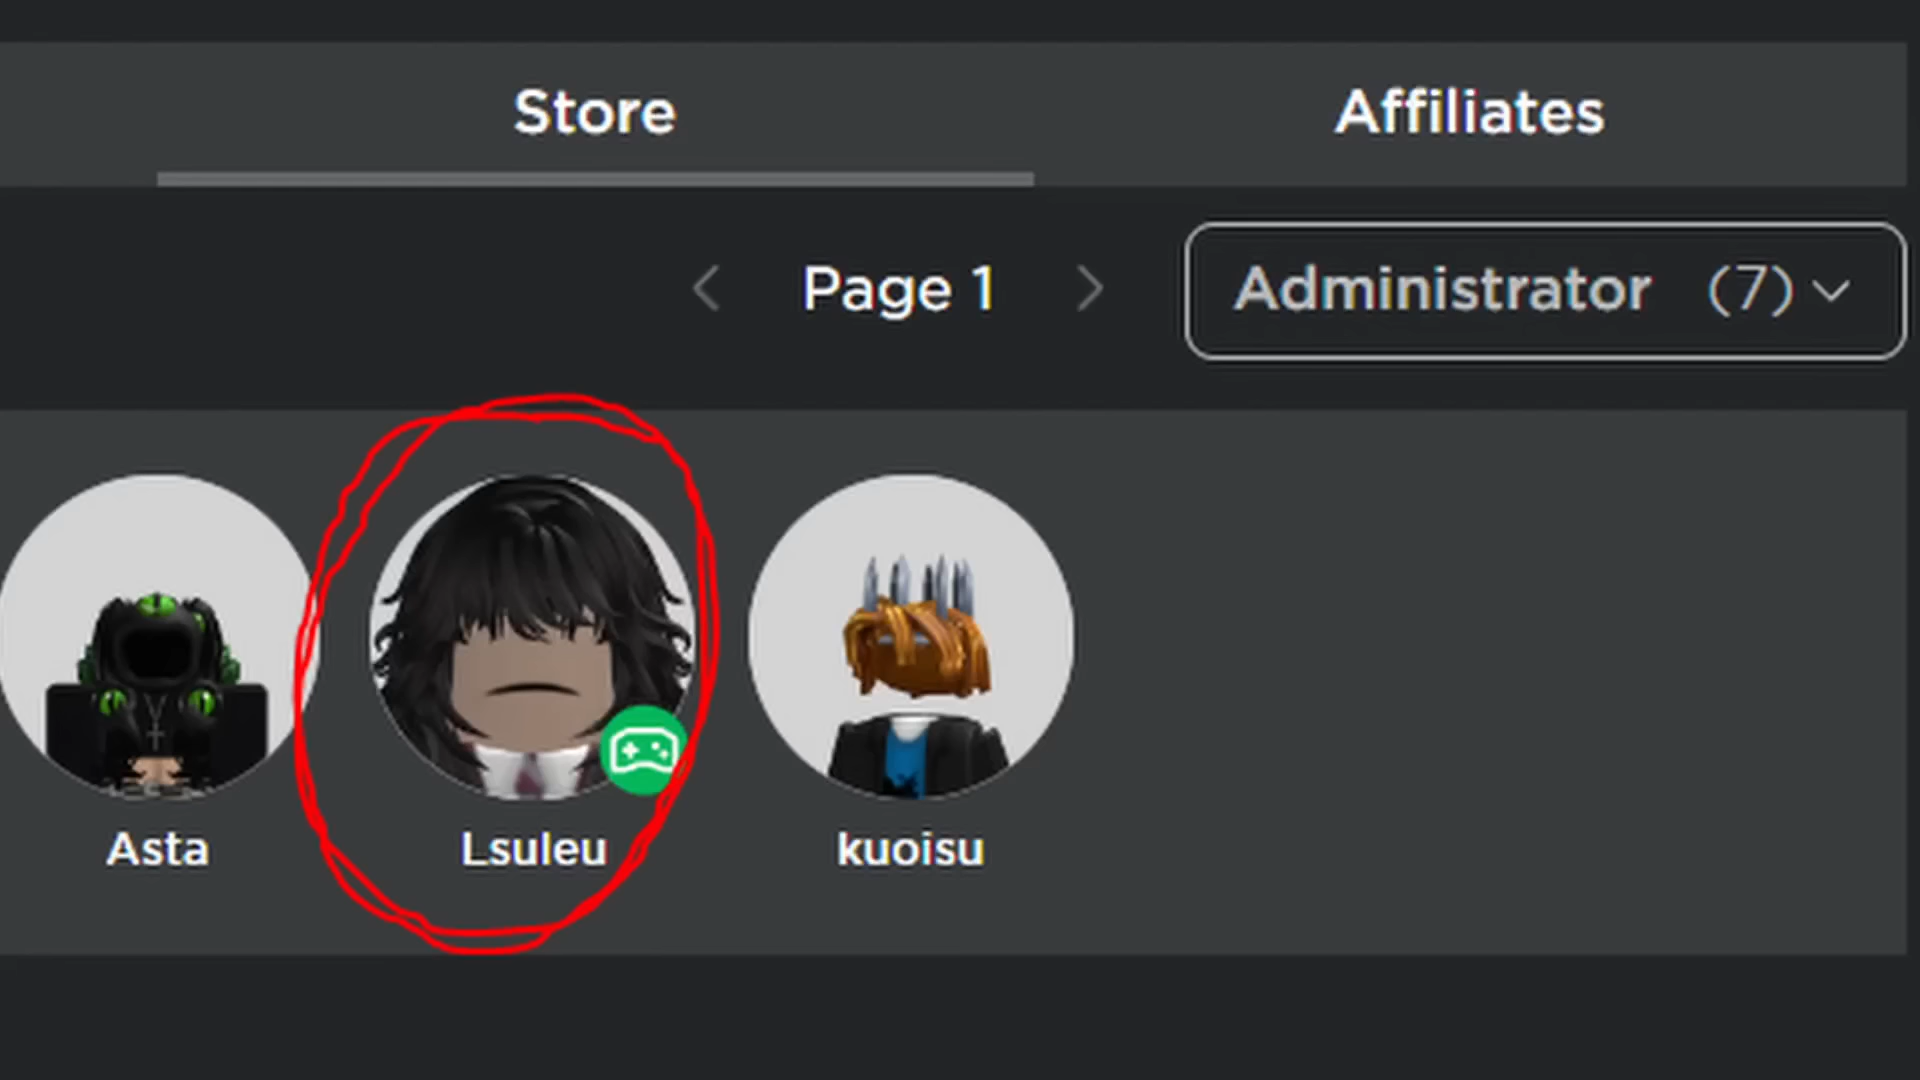 Store
Affiliates
Page 1
Administrator (7)
Asta
Lsuleu
kuoisu